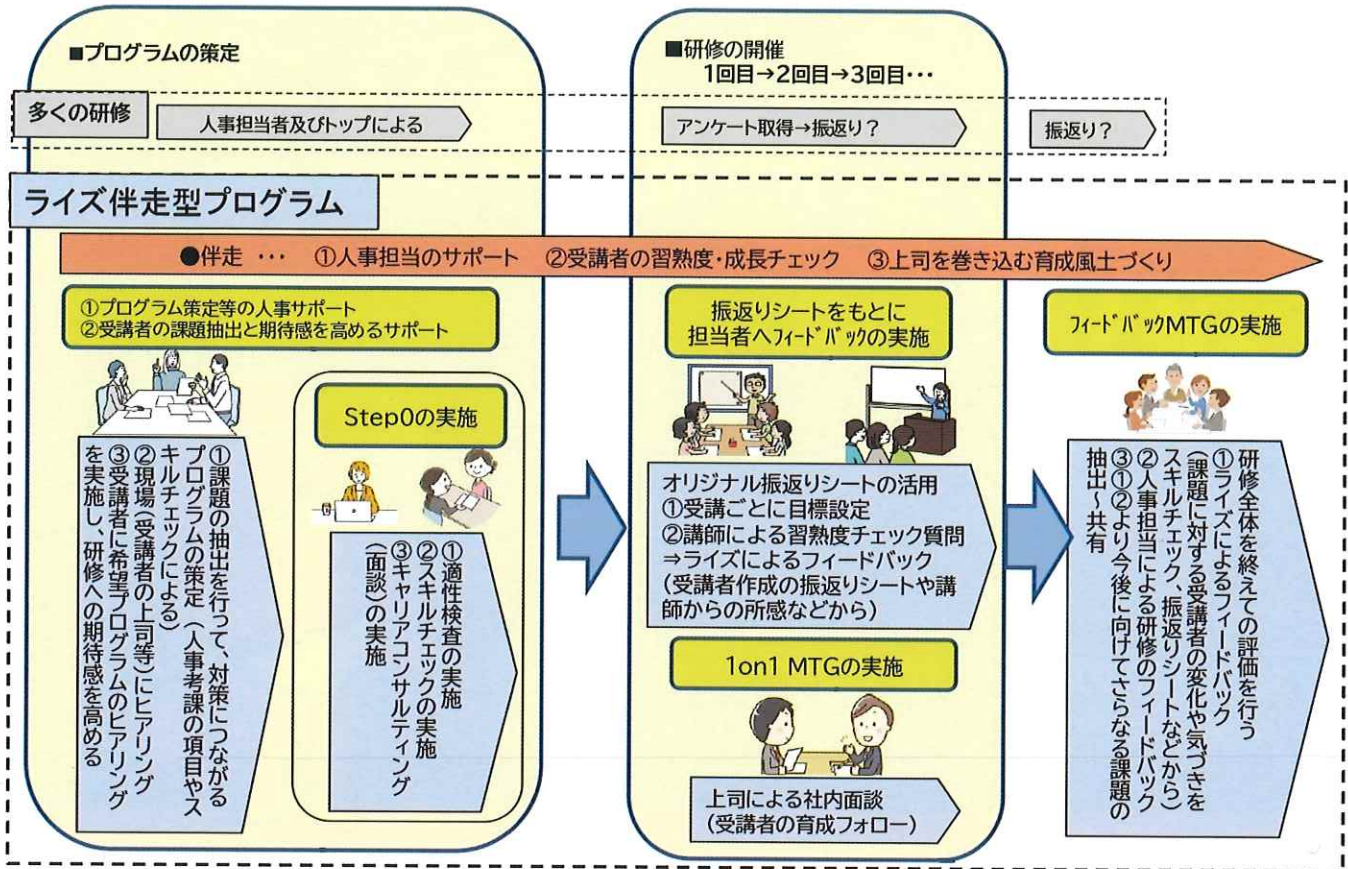 ■プログラムの策定
■研修の開催
1回目→2回目→3回目…
多くの研修
人事担当者及びトップによる
アンケート取得→振返り？
振返り？
ライズ伴走型プログラム
●伴走 … ①人事担当のサポート ②受講者の習熟度・成長チェック ③上司を巻き込む育成風土づくり
①プログラム策定等の人事サポート
②受講者の課題抽出と期待感を高めるサポート
①課題の抽出を行って、対策につながる
プログラムの策定（人事考課の項目やス
キルチェックによる）
②現場（受講者の上司等）にヒアリング
③受講者に希望プログラムのヒアリング
を実施し、研修への期待感を高める
Step0の実施
①適性検査の実施
②スキルチェックの実施
③キャリアコンサルティング
（面談）の実施
振返りシートをもとに
担当者へフィードバックの実施
オリジナル振返りシートの活用
①受講ごとに目標設定
②講師による習熟度チェック質問
⇒ライズによるフィードバック
(受講者作成の振返りシートや講
師からの所感などから)
1on1 MTGの実施
上司による社内面談
(受講者の育成フォロー)
フィードバックMTGの実施
研修全体を終えての評価を行う
①ライズによるフィードバック
(課題に対する受講者の変化や気づきを
スキルチェック、振返りシートなどから)
②人事担当による研修のフィードバック
③①②より今後に向けてさらなる課題の
抽出～共有